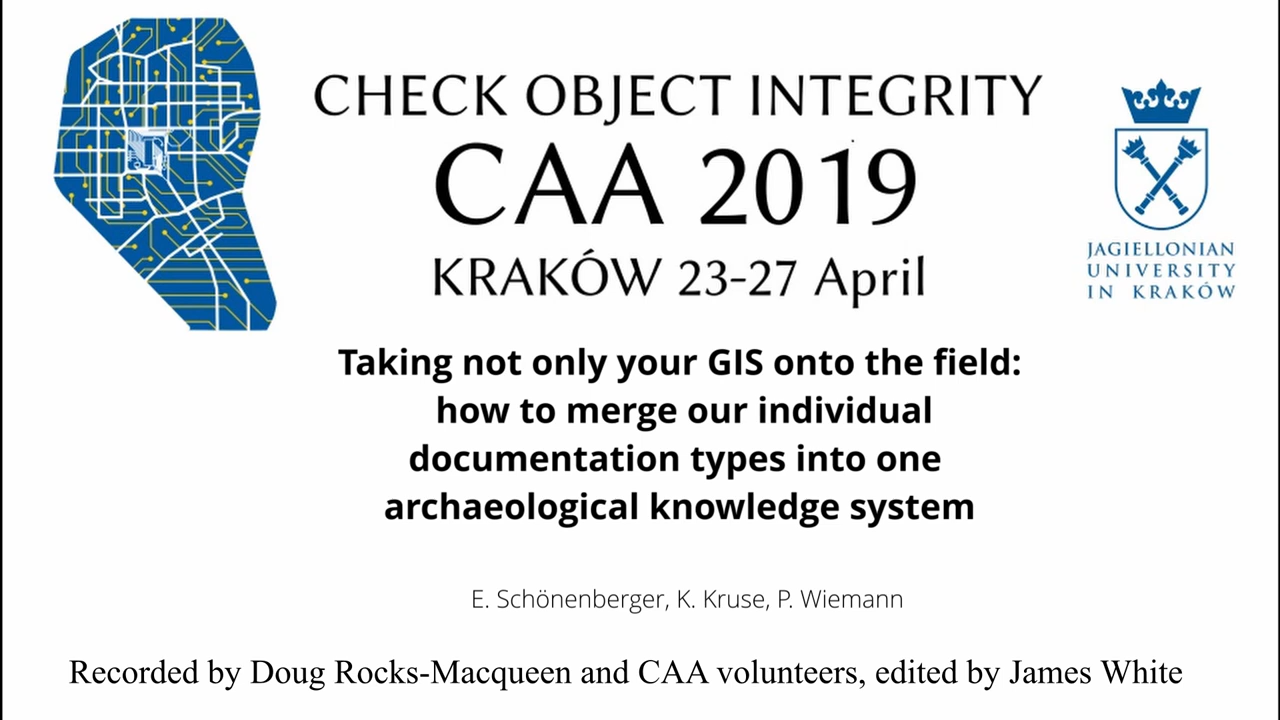 CHECK OBJECT INTEGRITY
CAA 2019
KRAKÓW 23-27 April
JAGIELLONIAN
UNIVERSITY
IN KRAKÓW
Taking not only your GIS onto the field:
how to merge our individual
documentation types into one
archaeological knowledge system
E. Schönenberger, K. Kruse, P. Wiemann
Recorded by Doug Rocks-Macqueen and CAA volunteers, edited by James White